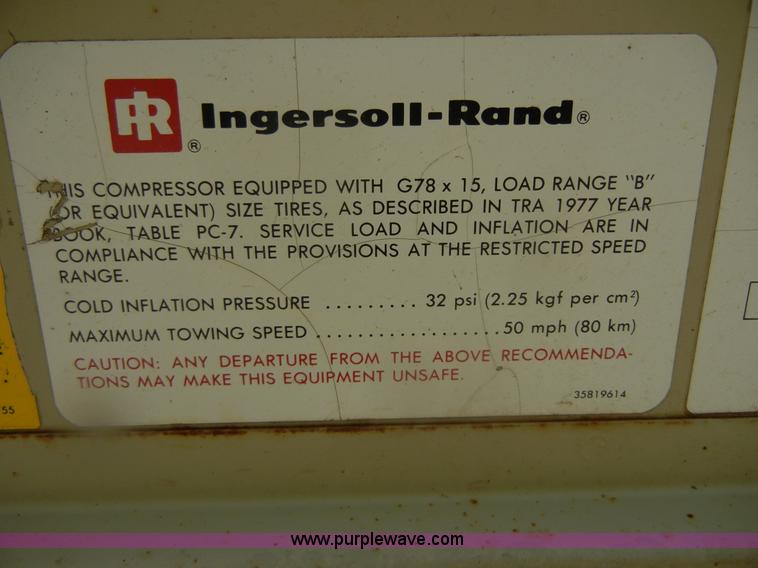 IR ® Ingersoll-Rand®
THIS COMPRESSOR EQUIPPED WITH G78 x 15, LOAD RANGE "B"
(OR EQUIVALENT) SIZE TIRES, AS DESCRIBED IN TRA 1977 YEAR
BOOK, TABLE PC-7. SERVICE LOAD AND INFLATION ARE IN
COMPLIANCE WITH THE PROVISIONS AT THE RESTRICTED SPEED
RANGE.
COLD INFLATION PRESSURE ......... 32 psi (2.25 kgf per cm²)
MAXIMUM TOWING SPEED .................. 50 mph (80 km)
CAUTION: ANY DEPARTURE FROM THE ABOVE RECOMMENDA-
TIONS MAY MAKE THIS EQUIPMENT UNSAFE.
35819614
55
www.purplewave.com